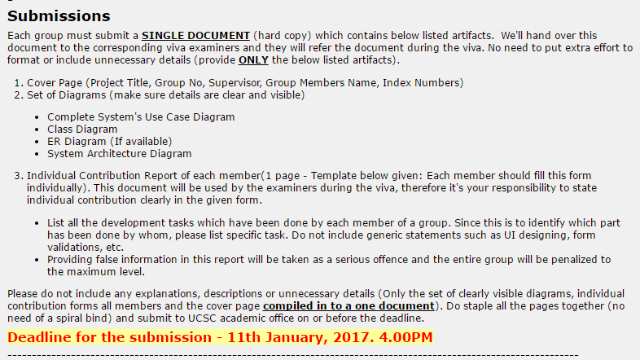 Submissions
Each group must submit a SINGLE DOCUMENT (hard copy) which contains below listed artifacts. We'll hand over this
document to the corresponding viva examiners and they will refer the document during the viva. No need to put extra effort to
format or include unnecessary details (provide ONLY the below listed artifacts).
1. Cover Page (Project Title, Group No, Supervisor, Group Members Name, Index Numbers)
2. Set of Diagrams (make sure details are clear and visible)
• Complete System's Use Case Diagram
• Class Diagram
• ER Diagram (If available)
• System Architecture Diagram
3. Individual Contribution Report of each member(1 page - Template below given: Each member should fill this form
individually). This document will be used by the examiners during the viva, therefore it's your responsibility to state
individual contribution clearly in the given form.
• List all the development tasks which have been done by each member of a group. Since this is to identify which part
has been done by whom, please list specific task. Do not include generic statements such as UI designing, form
validations, etc.
• Providing false information in this report will be taken as a serious offence and the entire group will be penalized to
the maximum level.
Please do not include any explanations, descriptions or unnecessary details (Only the set of clearly visible diagrams, individual
contribution forms all members and the cover page compiled in to a one document). Do staple all the pages together (no
need of a spiral bind) and submit to UCSC academic office on or before the deadline.
Deadline for the submission - 11th January, 2017. 4.00PM